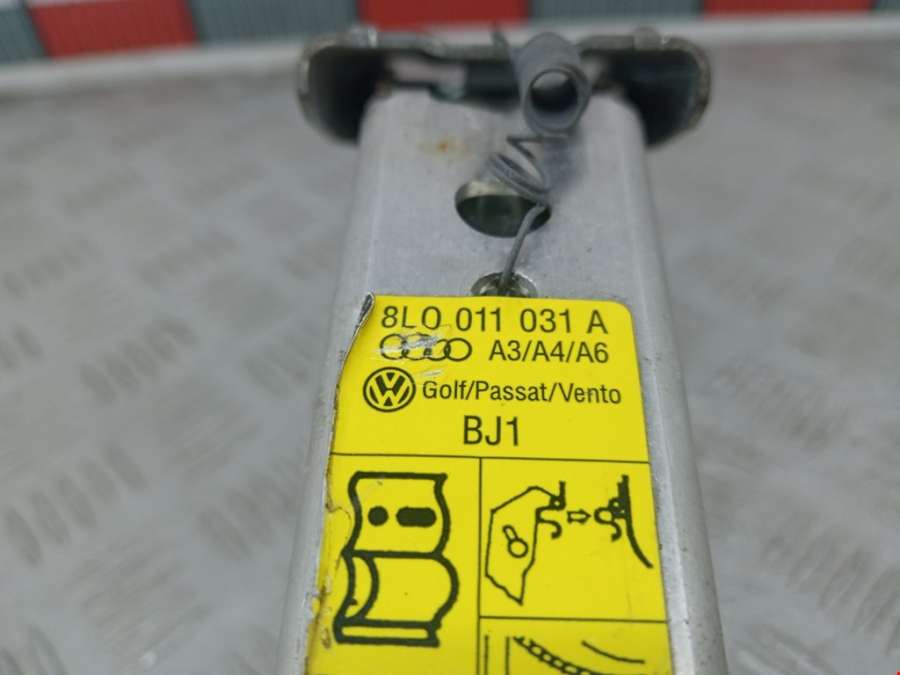 8L0 011 031 A
A3/A4/A6
Golf/Passat/Vento
BJ1